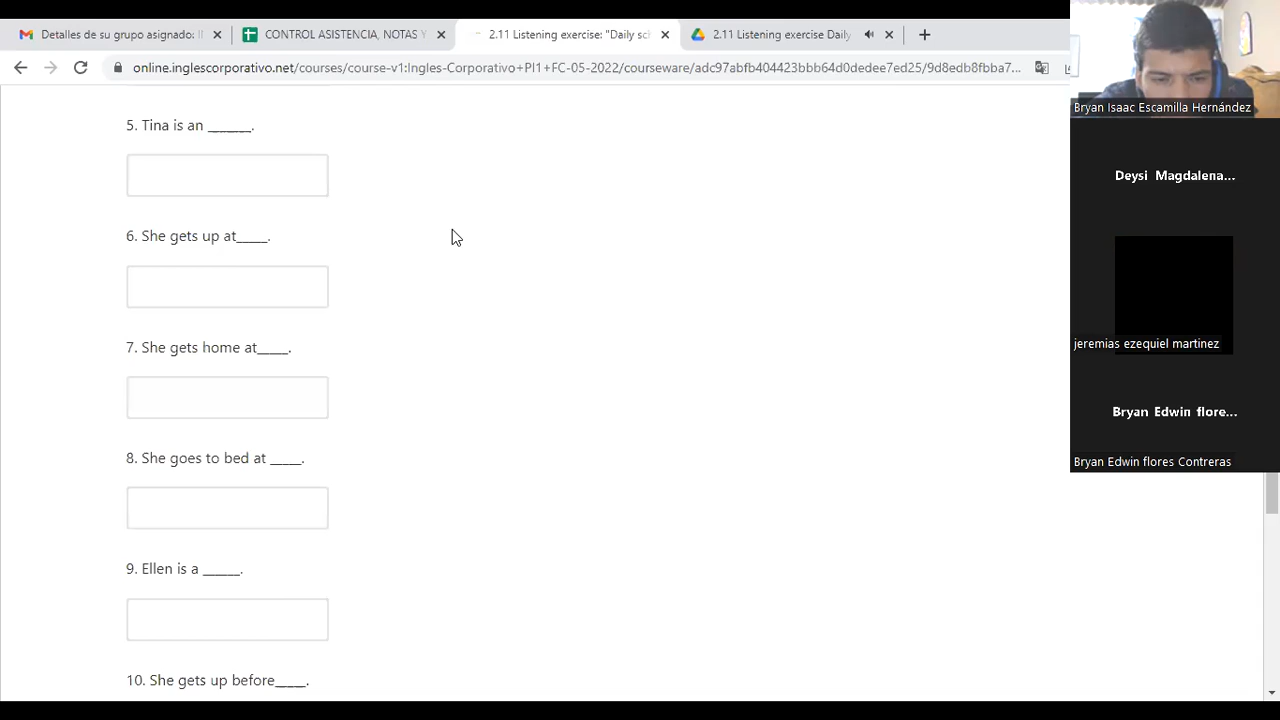 Detalles de su grupo asignado: I
CONTROL ASISTENCIA, NOTAS Y
2.11 Listening exercise: "Daily sch
2.11 Listening exercise Daily
online.inglescorporativo.net/courses/course-v1:Ingles-Corporativo+PI1+FC-05-2022/courseware/adc97abfb404423bbb64d0dedee7ed25/9d8edb8fbba7...
Bryan Isaac Escamilla Hernández
5. Tina is an _______.
Deysi Magdalena...
6. She gets up at_____.
jeremias ezequiel martinez
7. She gets home at_____.
Bryan Edwin flore...
8. She goes to bed at _____.
Bryan Edwin flores Contreras
9. Ellen is a ______.
10. She gets up before_____.